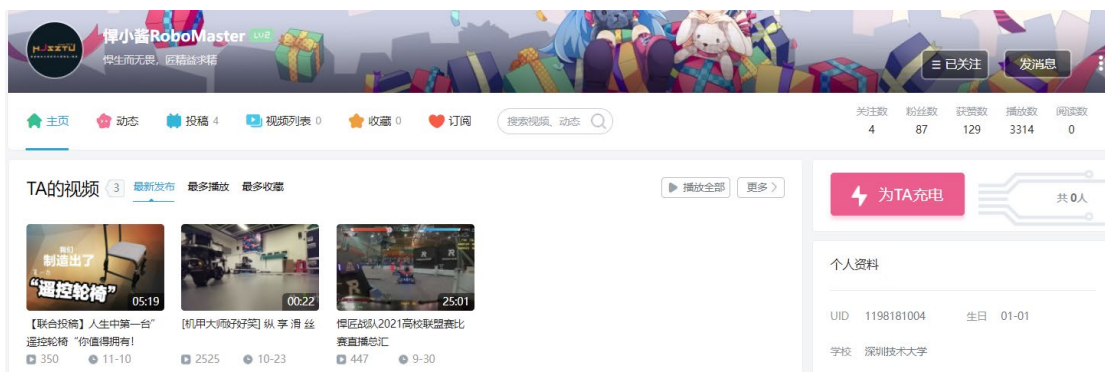 悍小酱RoboMaster LV2
悍生而无畏，匠精益求精
已关注 发消息
主页 动态 投稿 4 视频列表 0 收藏 0 订阅 搜索视频、动态
关注数 粉丝数 获赞数 播放数 阅读数
4 87 129 3314 0
TA的视频 3 最新发布 最多播放 最多收藏 播放全部 更多 >
我们
制造出了
第一台
“遥控轮椅”
05:19
00:22
25:01
【联合投稿】人生中第一台”
遥控轮椅“你值得拥有！
350 11-10
[机甲大师好好笑] 纵 享 滑 丝
2525 10-23
悍匠战队2021高校联盟赛比
赛直播总汇
447 9-30
为TA充电 共 0人
个人资料
UID 1198181004 生日 01-01
学校 深圳技术大学